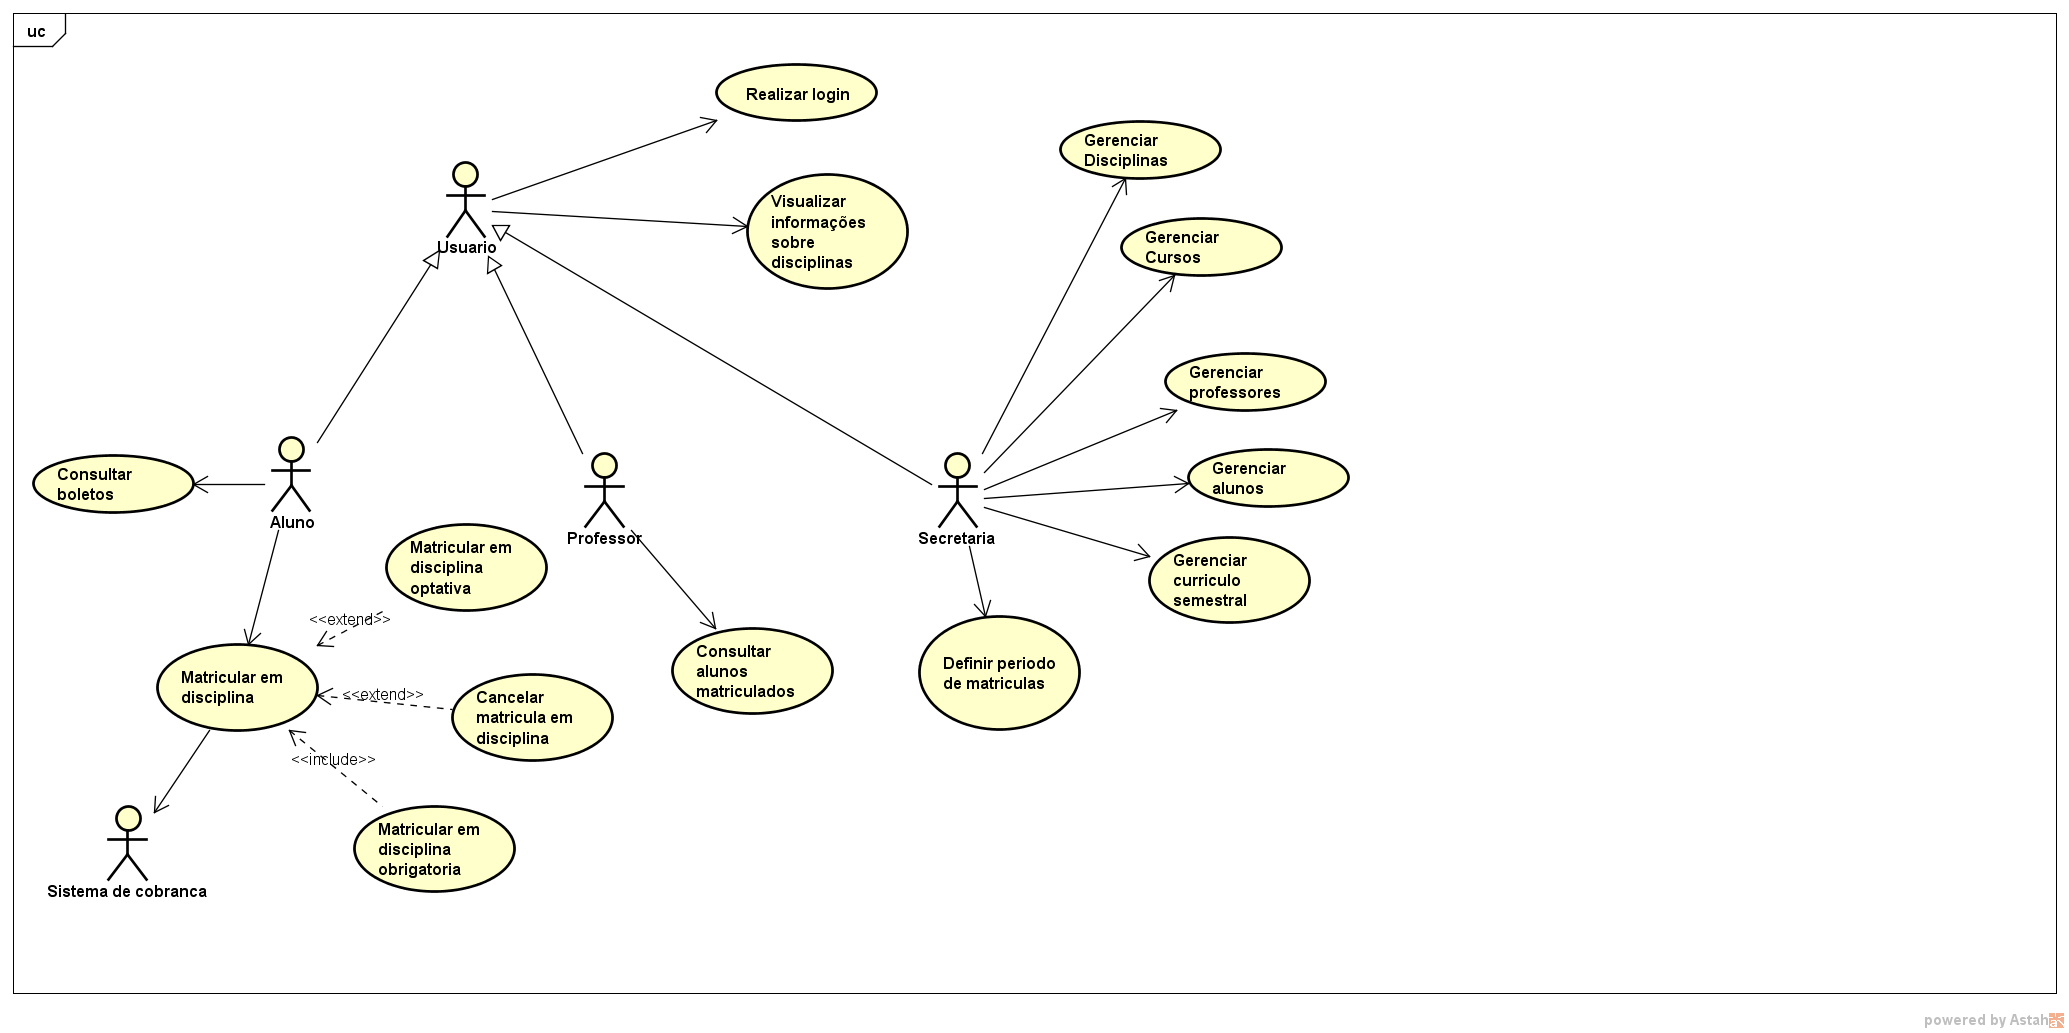 uc
Realizar login
Gerenciar
Disciplinas
Visualizar
informações
sobre
disciplinas
Usuario
Gerenciar
Cursos
Gerenciar
professores
Consultar
boletos
Aluno
Professor
Secretaria
Gerenciar
alunos
Matricular em
disciplina
optativa
Gerenciar
curriculo
semestral
<<extend>>
Matricular em
disciplina
<<extend>>
Cancelar
matricula em
disciplina
Consultar
alunos
matriculados
Definir periodo
de matriculas
<<include>>
Matricular em
disciplina
obrigatoria
Sistema de cobranca
powered by Astah